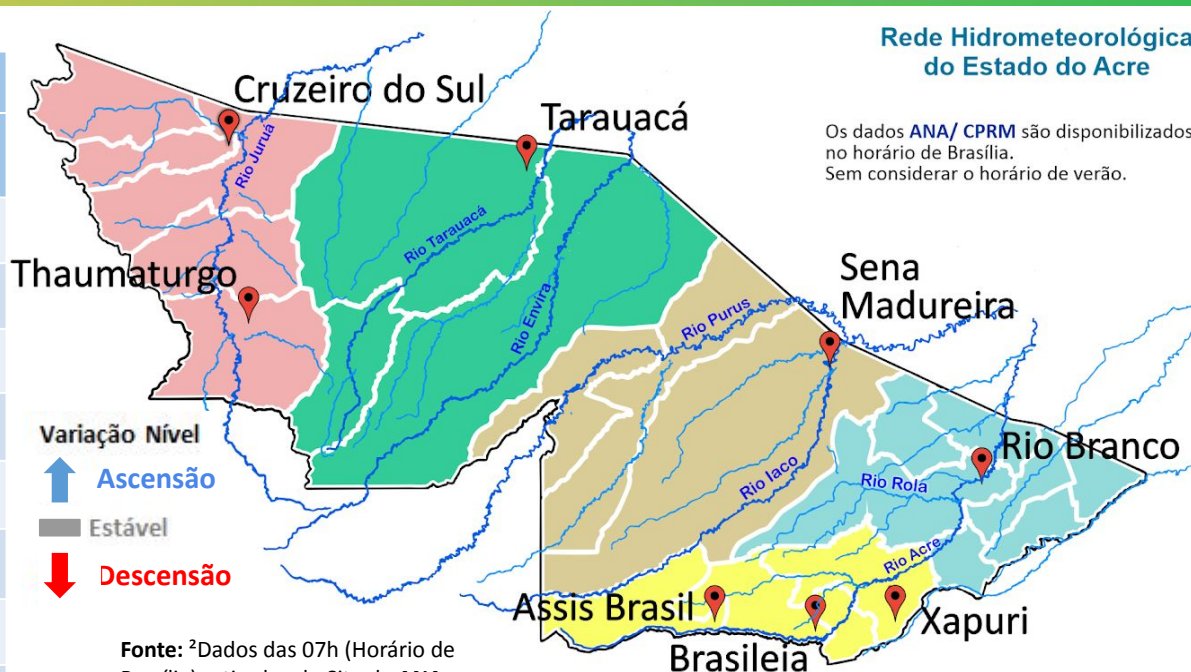 Rede Hidrometeorológica
do Estado do Acre
Os dados ANA/ CPRM são disponibilizados
no horário de Brasília.
Sem considerar o horário de verão.
Cruzeiro do Sul
Tarauacá
Rio Juruá
Rio Tarauacá
Thaumaturgo
Rio Envira
Rio Purus
Sena
Madureira
Variação Nível
Ascensão
Estável
Descensão
Rio Branco
Rio Iaco
Rio Rola
Rio Acre
Assis Brasil
Xapuri
Brasileia
Fonte: ²Dados das 07h (Horário de